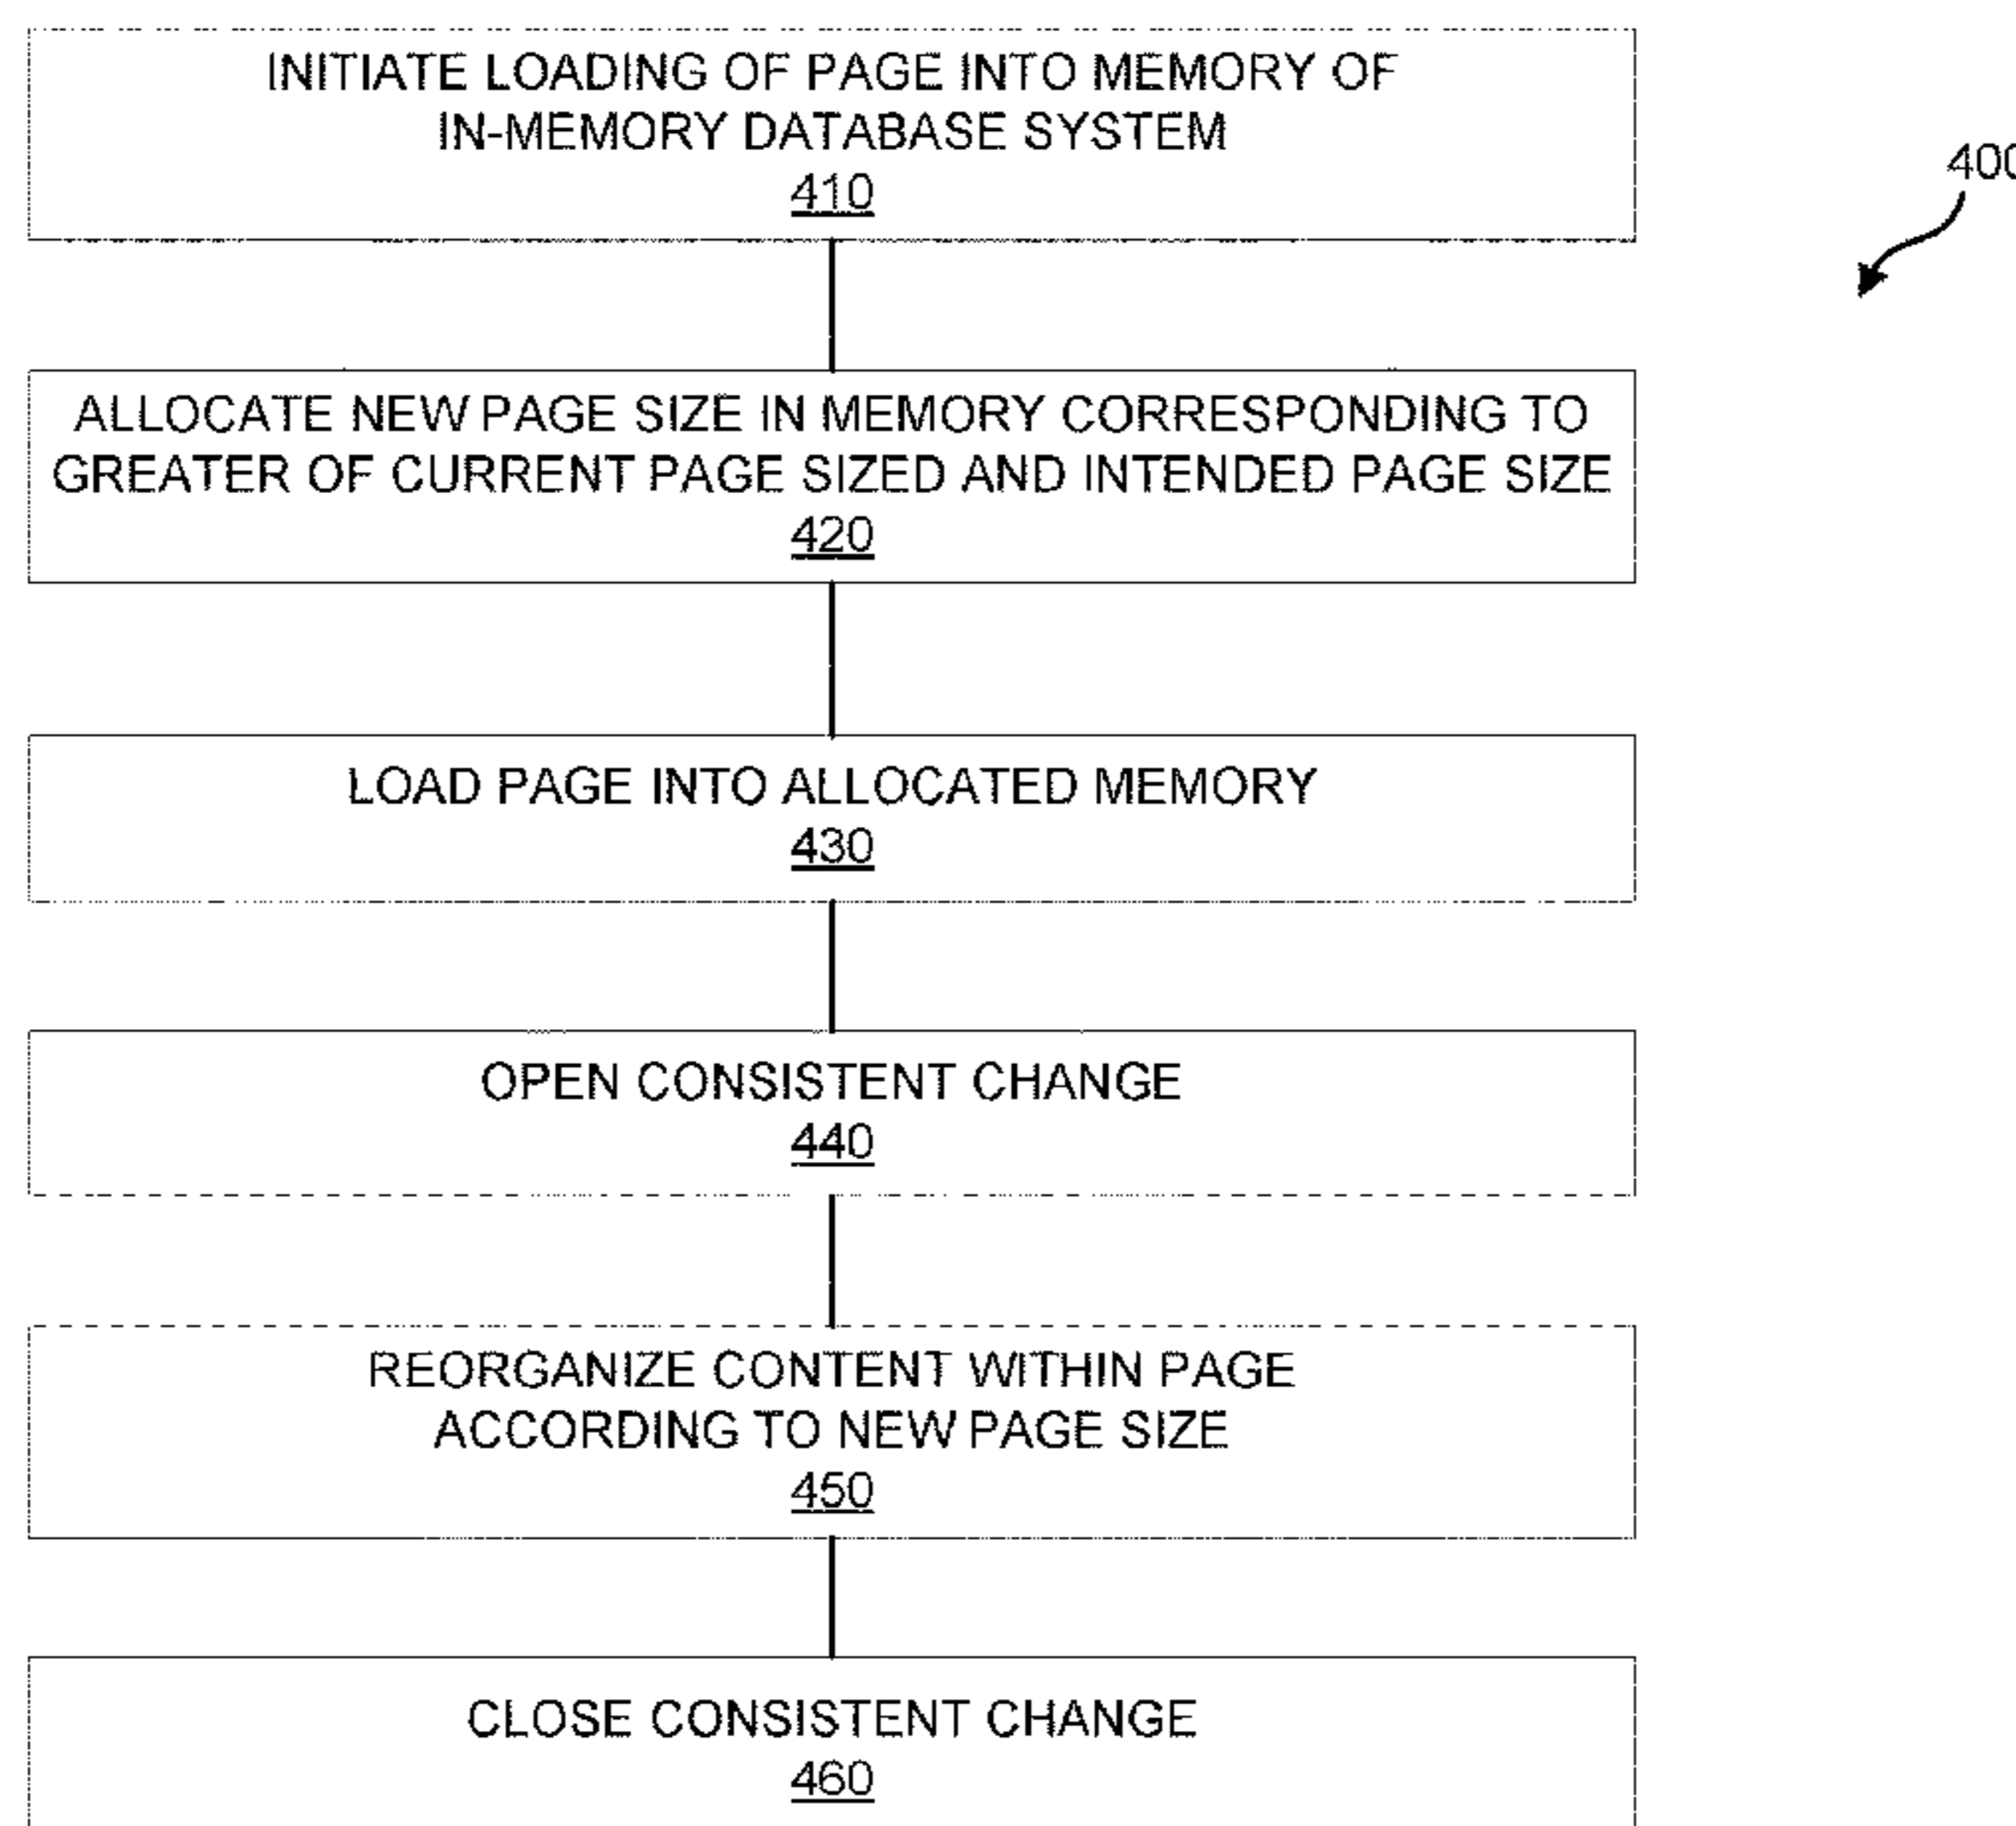 INITIATE LOADING OF PAGE INTO MEMORY OF
IN-MEMORY DATABASE SYSTEM
410
400
ALLOCATE NEW PAGE SIZE IN MEMORY CORRESPONDING TO
GREATER OF CURRENT PAGE SIZED AND INTENDED PAGE SIZE
420
LOAD PAGE INTO ALLOCATED MEMORY
430
OPEN CONSISTENT CHANGE
440
REORGANIZE CONTENT WITHIN PAGE
ACCORDING TO NEW PAGE SIZE
450
CLOSE CONSISTENT CHANGE
460